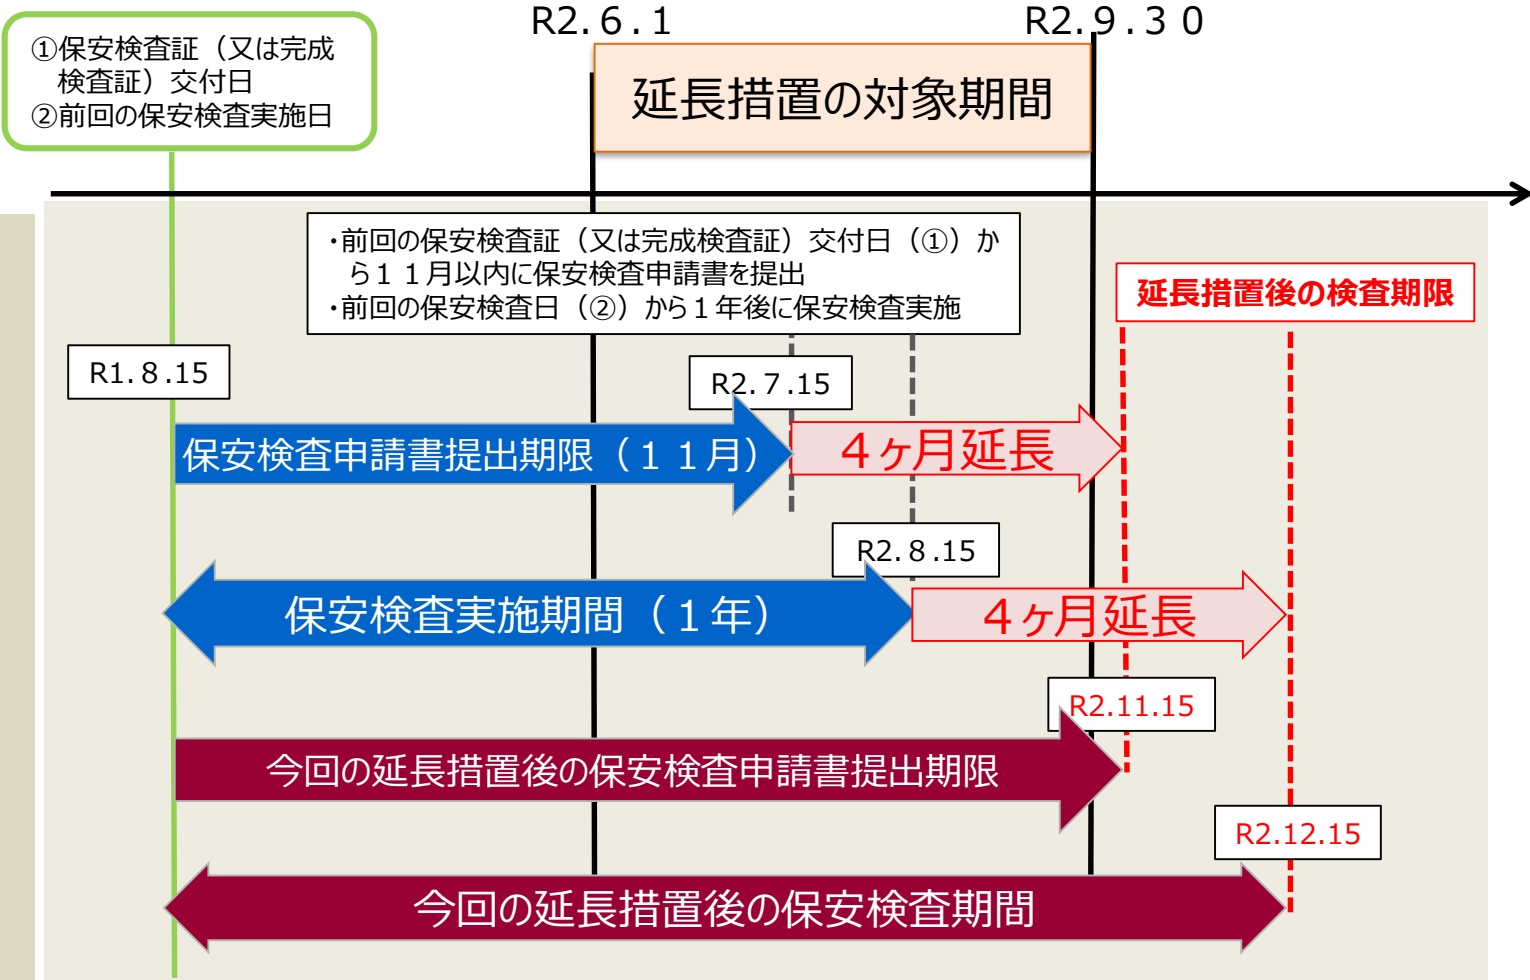 R2.６.１
R2.９.３０
①保安検査証（又は完成
検査証）交付日
②前回の保安検査実施日
延長措置の対象期間
・前回の保安検査証（又は完成検査証）交付日（①）か
ら１１月以内に保安検査申請書を提出
・前回の保安検査日（②）から１年後に保安検査実施
延長措置後の検査期限
R1.８.15
R2.７.15
保安検査申請書提出期限（１１月）
４ヶ月延長
R2.８.15
保安検査実施期間（１年）
４ヶ月延長
R2.11.15
今回の延長措置後の保安検査申請書提出期限
R2.12.15
今回の延長措置後の保安検査期間